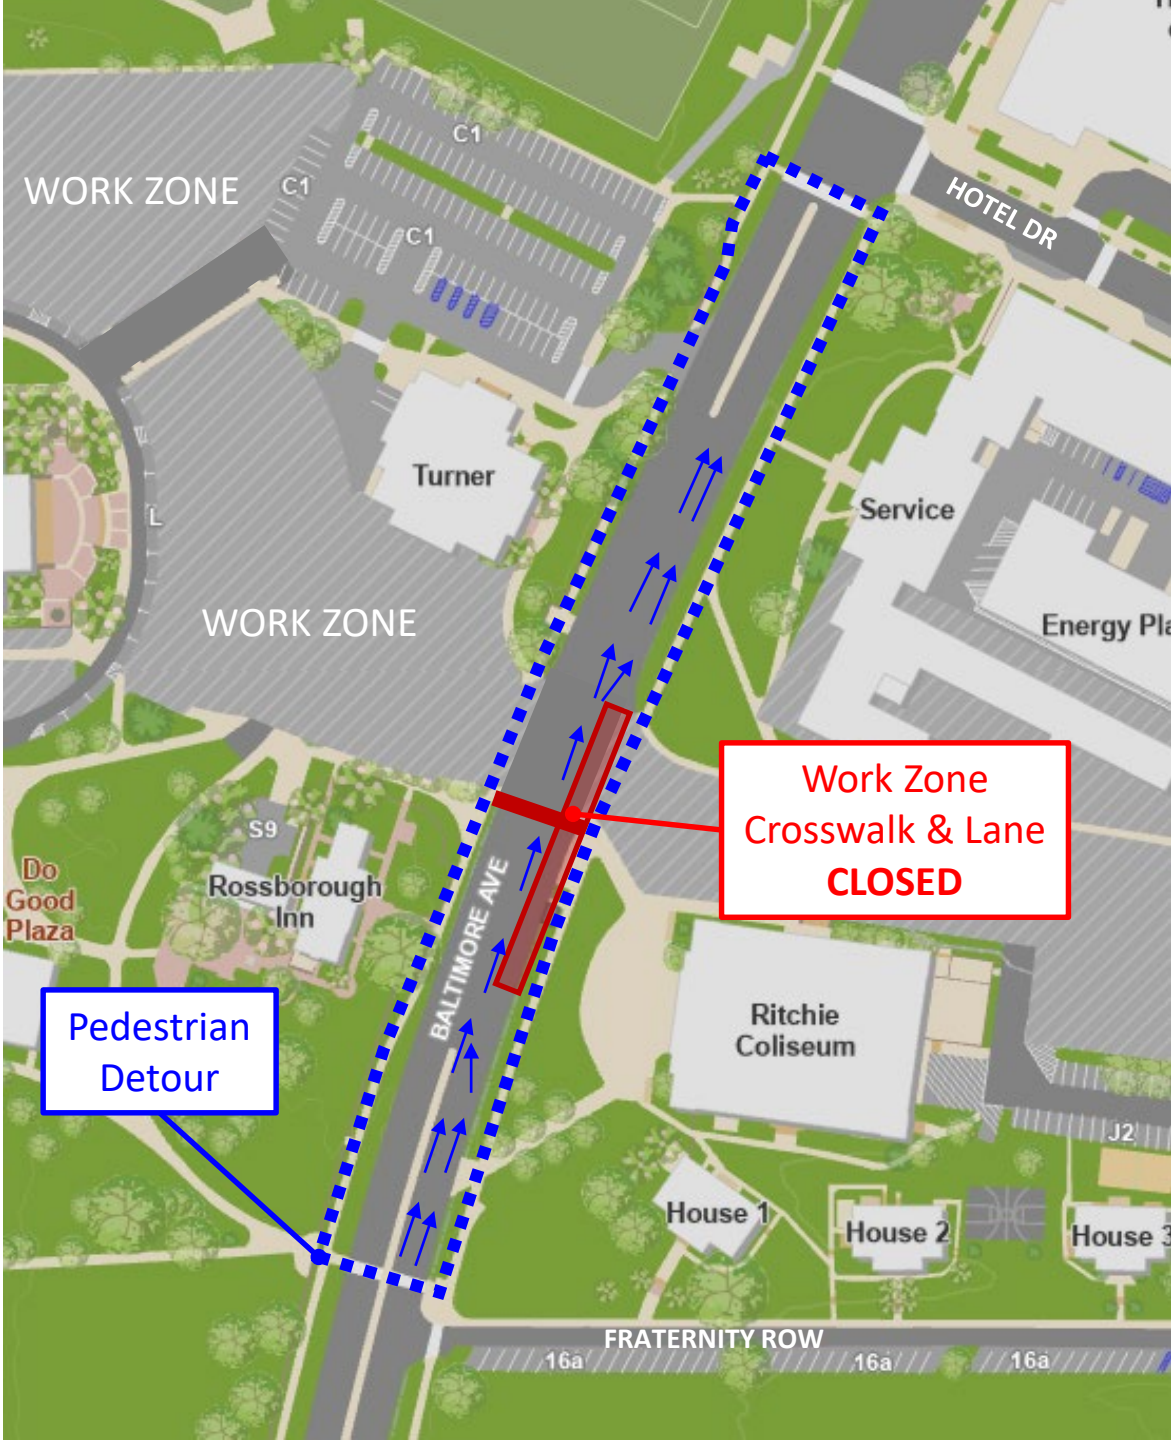 C1
WORK ZONE
C1
C1
HOTEL DR
Turner
Service
L
WORK ZONE
Energy Pla
Work Zone
Crosswalk & Lane
CLOSED
S9
Do
Good
Plaza
Rossborough
Inn
BALTIMORE AVE
Pedestrian
Detour
Ritchie
Coliseum
J2
House 1
House 2
House 3
FRATERNITY ROW
16a
16a
16a